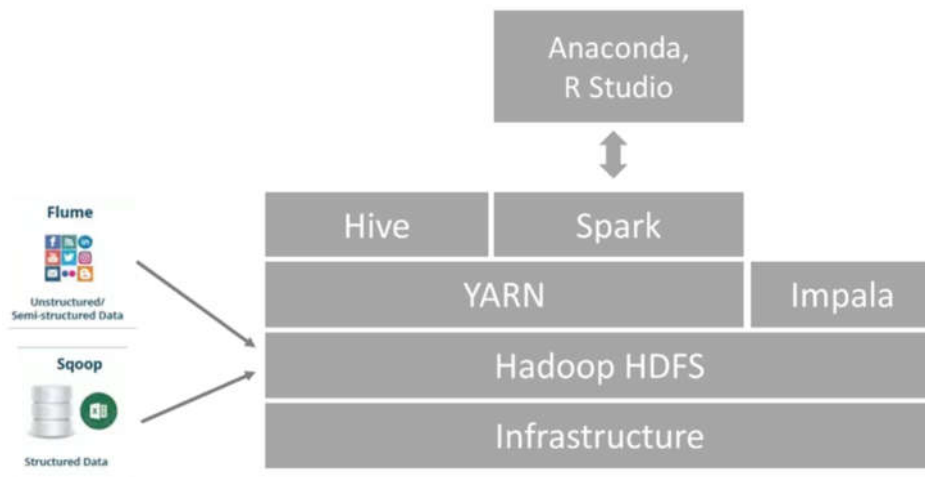 Anaconda,
R Studio
Flume
Unstructured/
Semi-structured Data
Sqoop
Structured Data
Hive
Spark
YARN
Impala
Hadoop HDFS
Infrastructure